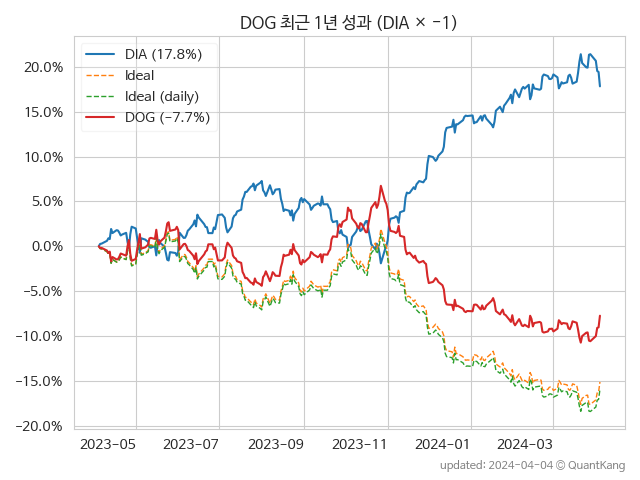 DOG 최근 1년 성과 (DIA × −1)
DIA (17.8%)
Ideal
Ideal (daily)
DOG (−7.7%)
20.0%
15.0%
10.0%
5.0%
0.0%
−5.0%
−10.0%
−15.0%
−20.0%
2023−05 2023−07 2023−09 2023−11 2024−01 2024−03
updated: 2024−04−04 © QuantKang